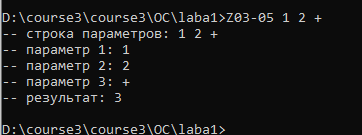 D:\course3\course3\OC\laba1>Z03-05 1 2 +
-- строка параметров: 1 2 +
-- параметр 1: 1
-- параметр 2: 2
-- параметр 3: +
-- результат: 3
D:\course3\course3\OC\laba1>